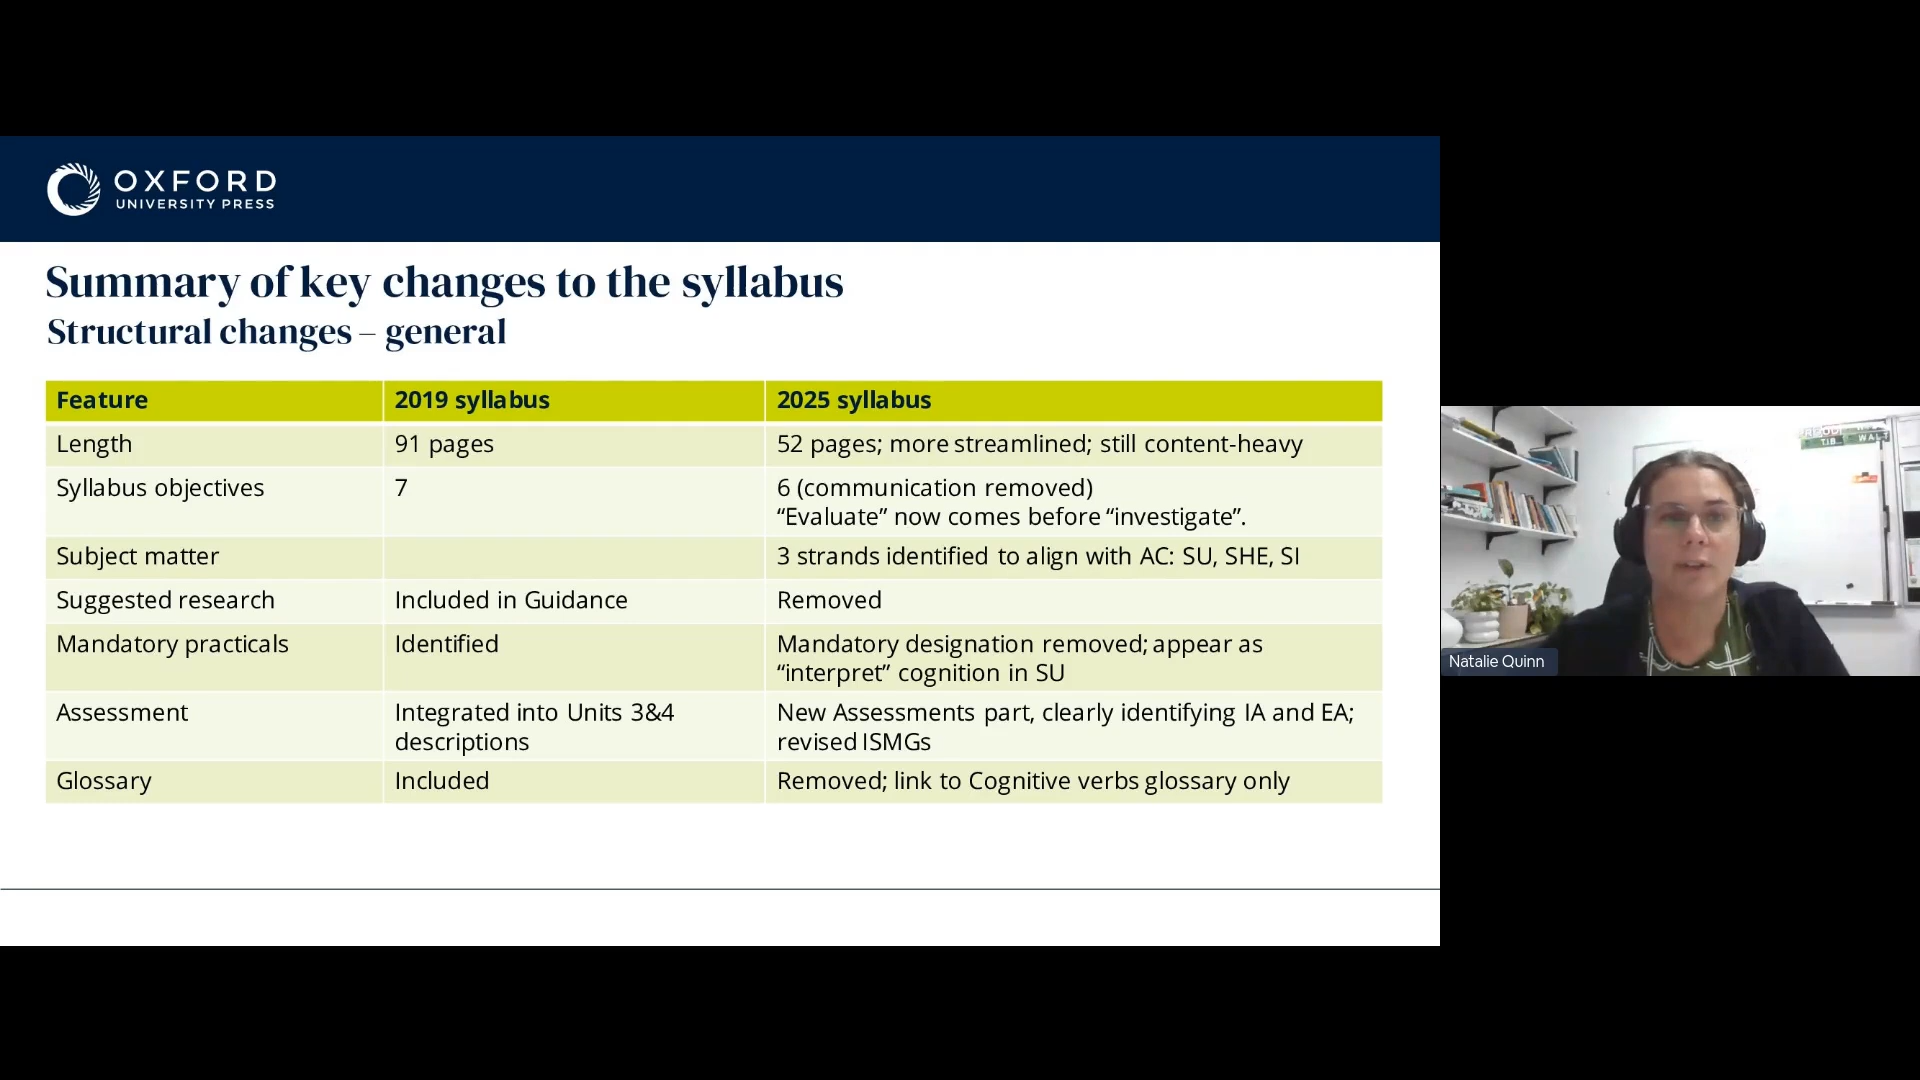 OXFORD
UNIVERSITY PRESS
Summary of key changes to the syllabus
Structural changes – general
Feature 2019 syllabus 2025 syllabus
Length 91 pages 52 pages; more streamlined; still content-heavy
Syllabus objectives 7 6 (communication removed)
“Evaluate” now comes before “investigate”.
Subject matter 3 strands identified to align with AC: SU, SHE, SI
Suggested research Included in Guidance Removed
Mandatory practicals Identified Mandatory designation removed; appear as
“interpret” cognition in SU
Assessment Integrated into Units 3&4 New Assessments part, clearly identifying IA and EA;
descriptions revised ISMGs
Glossary Included Removed; link to Cognitive verbs glossary only
TIB
Natalie Quinn